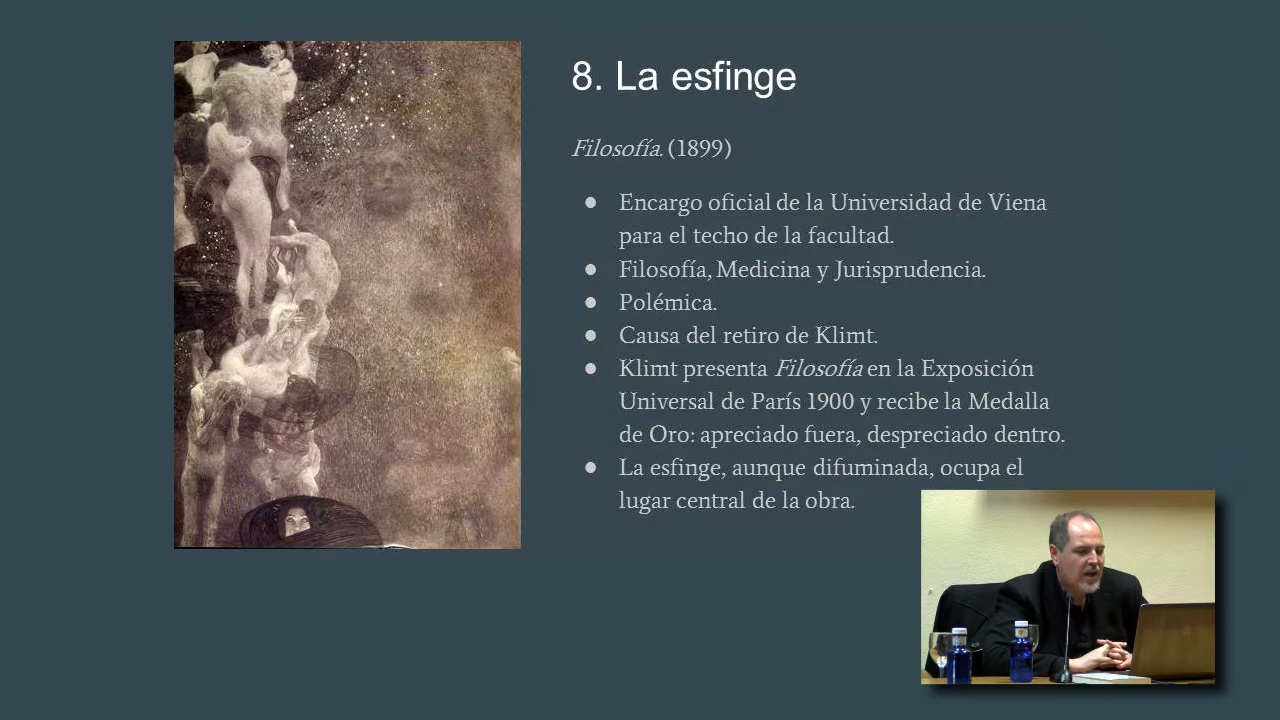 8. La esfinge
Filosofía. (1899)
● Encargo oficial de la Universidad de Viena
para el techo de la facultad.
● Filosofía, Medicina y Jurisprudencia.
● Polémica.
● Causa del retiro de Klimt.
● Klimt presenta Filosofía en la Exposición
Universal de París 1900 y recibe la Medalla
de Oro: apreciado fuera, despreciado dentro.
● La esfinge, aunque difuminada, ocupa el
lugar central de la obra.